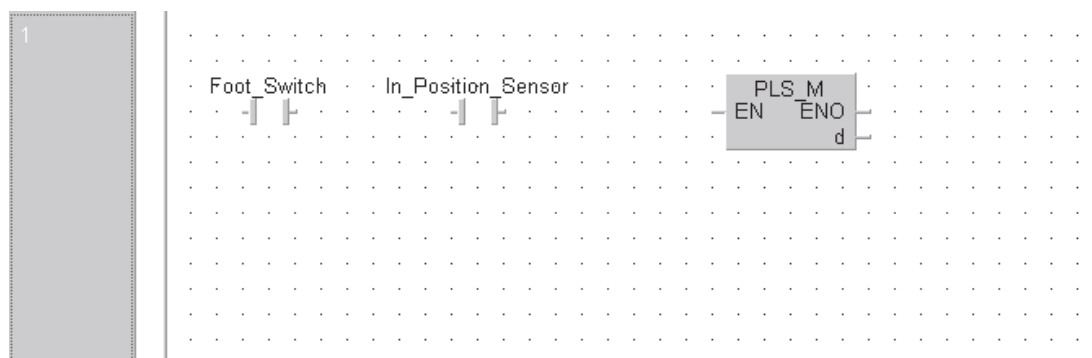 1
Foot_Switch In_Position_Sensor PLS_M
EN ENO
d